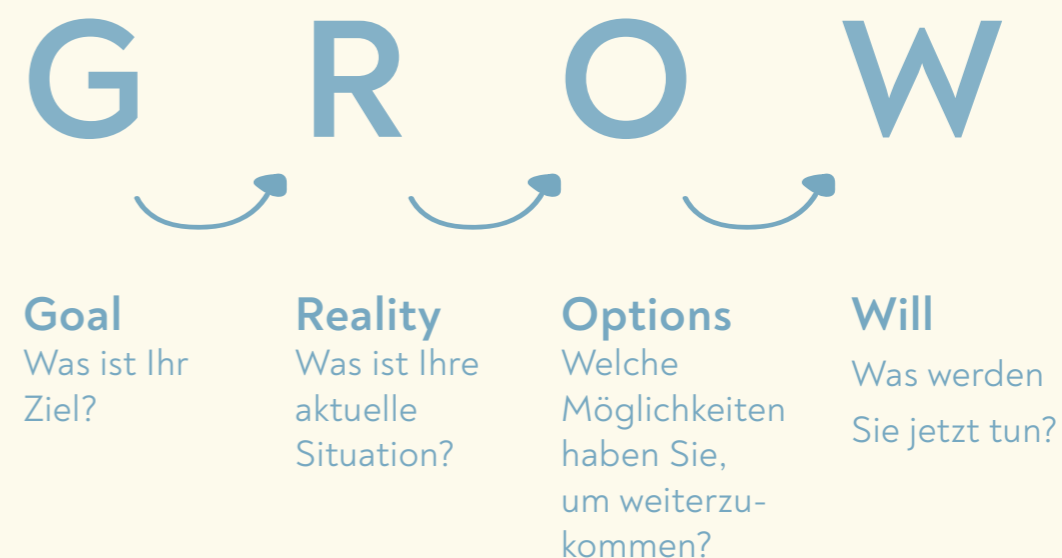 G R O W
Goal
Was ist Ihr
Ziel?
Reality
Was ist Ihre
aktuelle
Situation?
Options
Welche
Möglichkeiten
haben Sie,
um weiterzu-
kommen?
Will
Was werden
Sie jetzt tun?